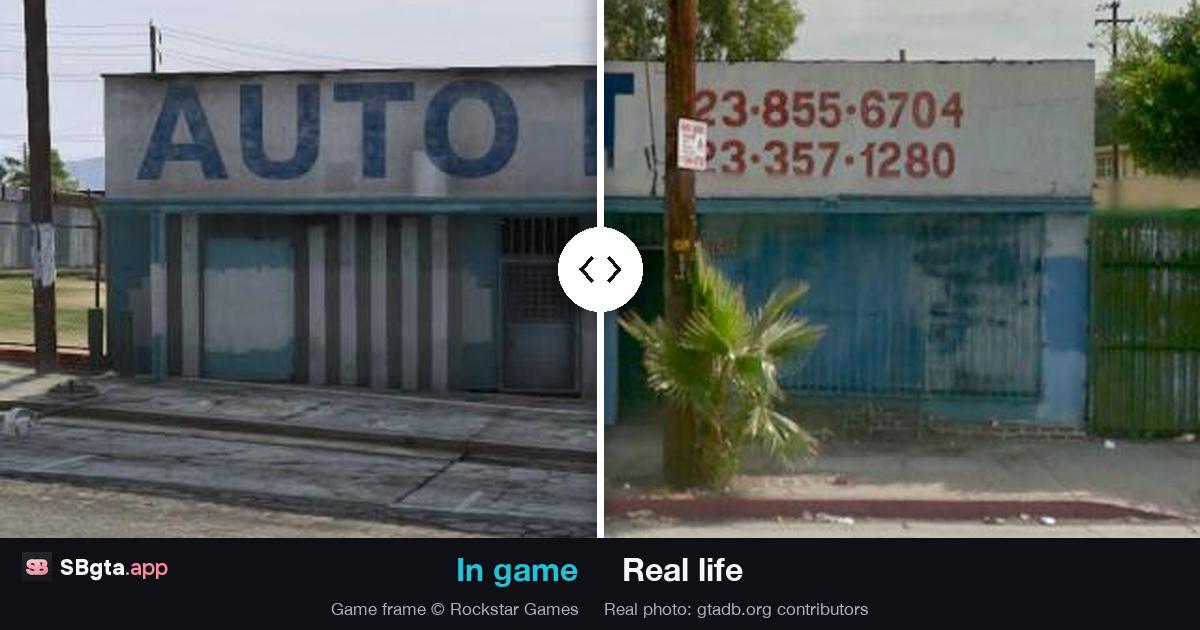 AUTO
T
23·855·6704
23·357·1280
SBgta.app
In game
Real life
Game frame © Rockstar Games
Real photo: gtadb.org contributors